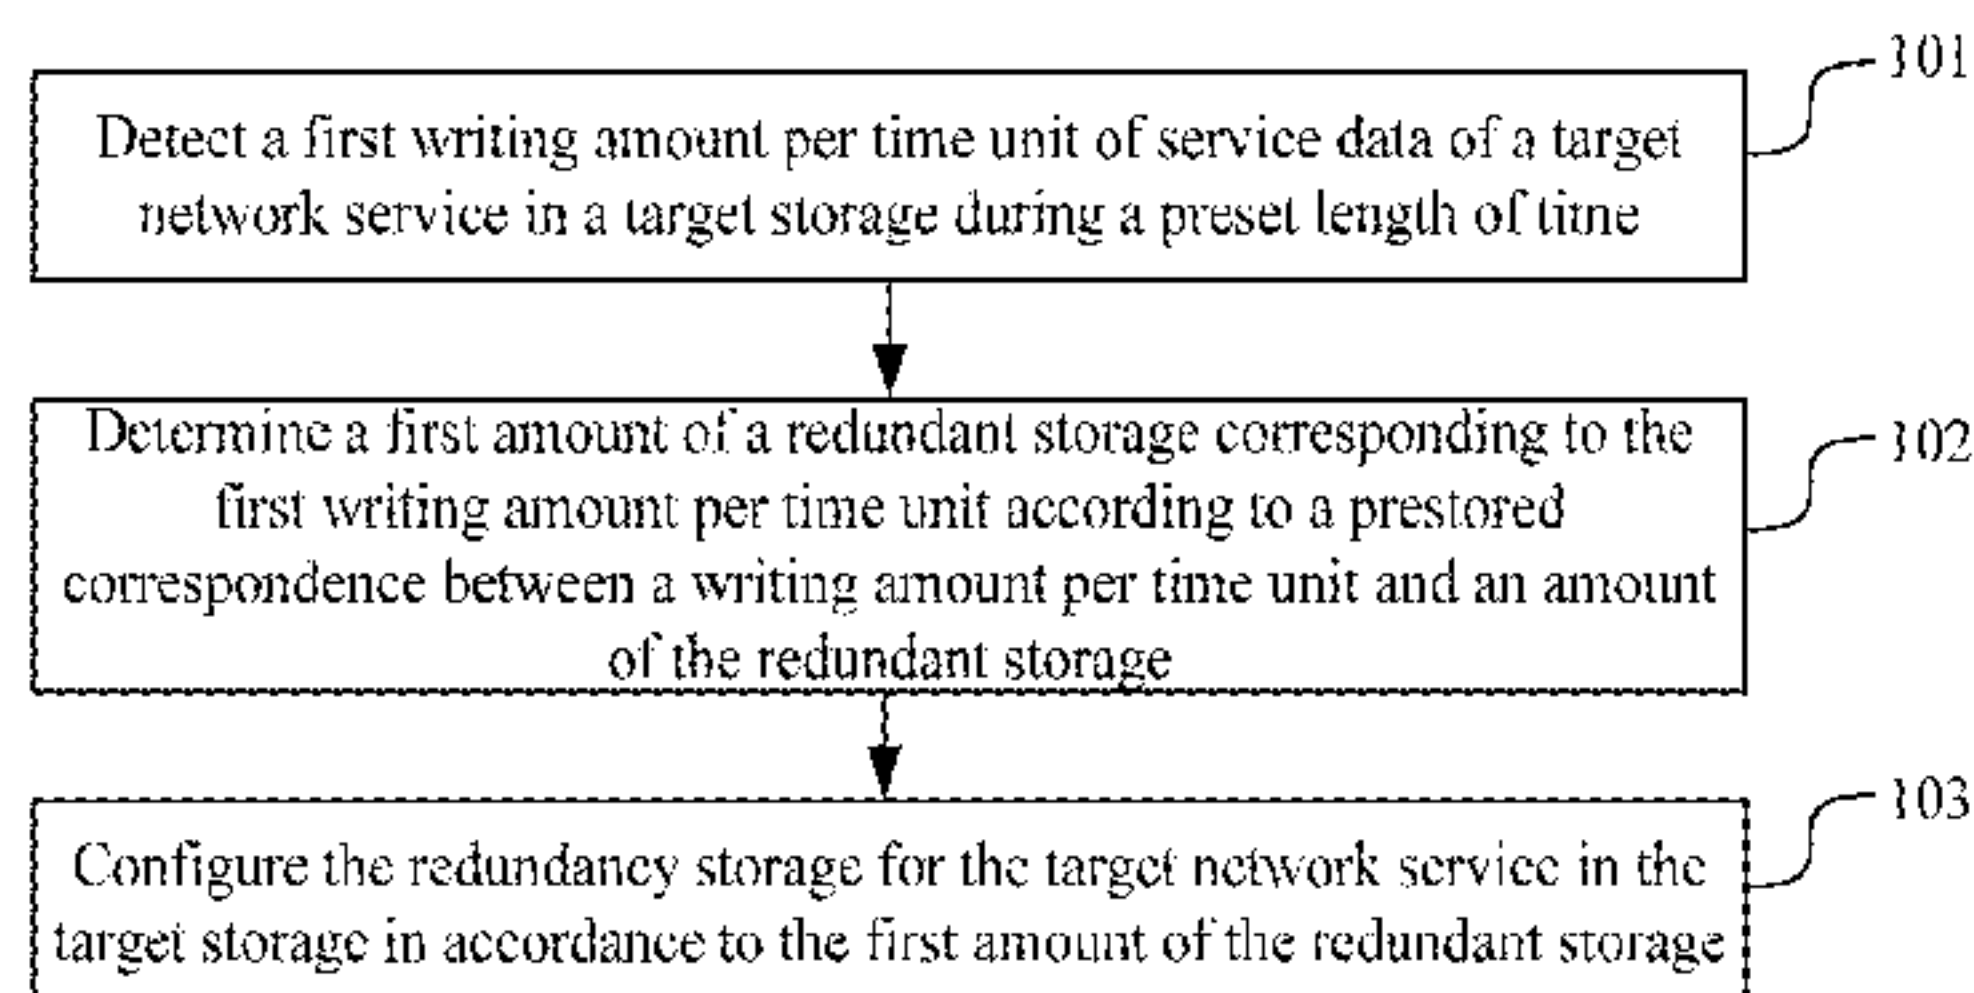 101
Detect a first writing amount per time unit of service data of a target
network service in a target storage during a preset length of time
102
Determine a first amount of a redundant storage corresponding to the
first writing amount per time unit according to a prestored
correspondence between a writing amount per time unit and an amount
of the redundant storage
103
Configure the redundancy storage for the target network service in the
target storage in accordance to the first amount of the redundant storage